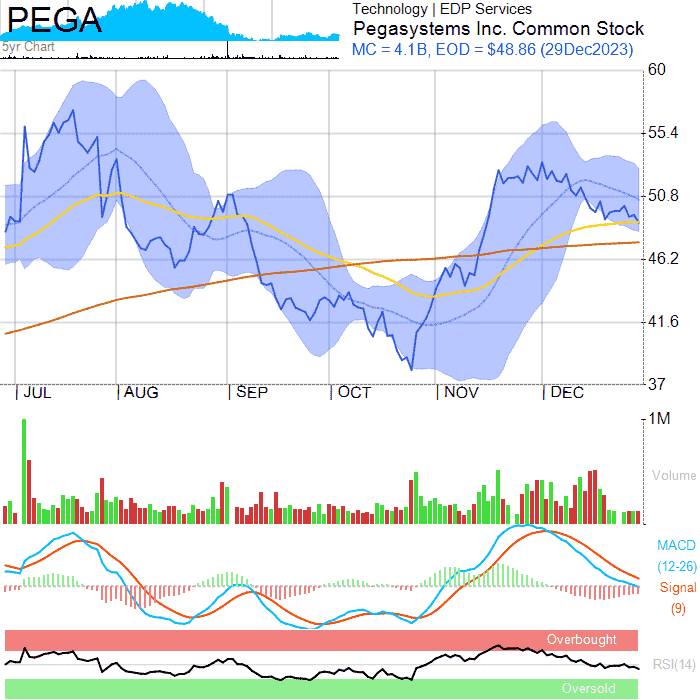 PEGA
5yr Chart
Technology | EDP Services
Pegasystems Inc. Common Stock
MC = 4.1B, EOD = $48.86 (29Dec2023)
60
55.4
50.8
46.2
41.6
37
JUL AUG SEP OCT NOV DEC
1M
Volume
MACD
(12-26)
Signal
(9)
Overbought
RSI(14)
Oversold